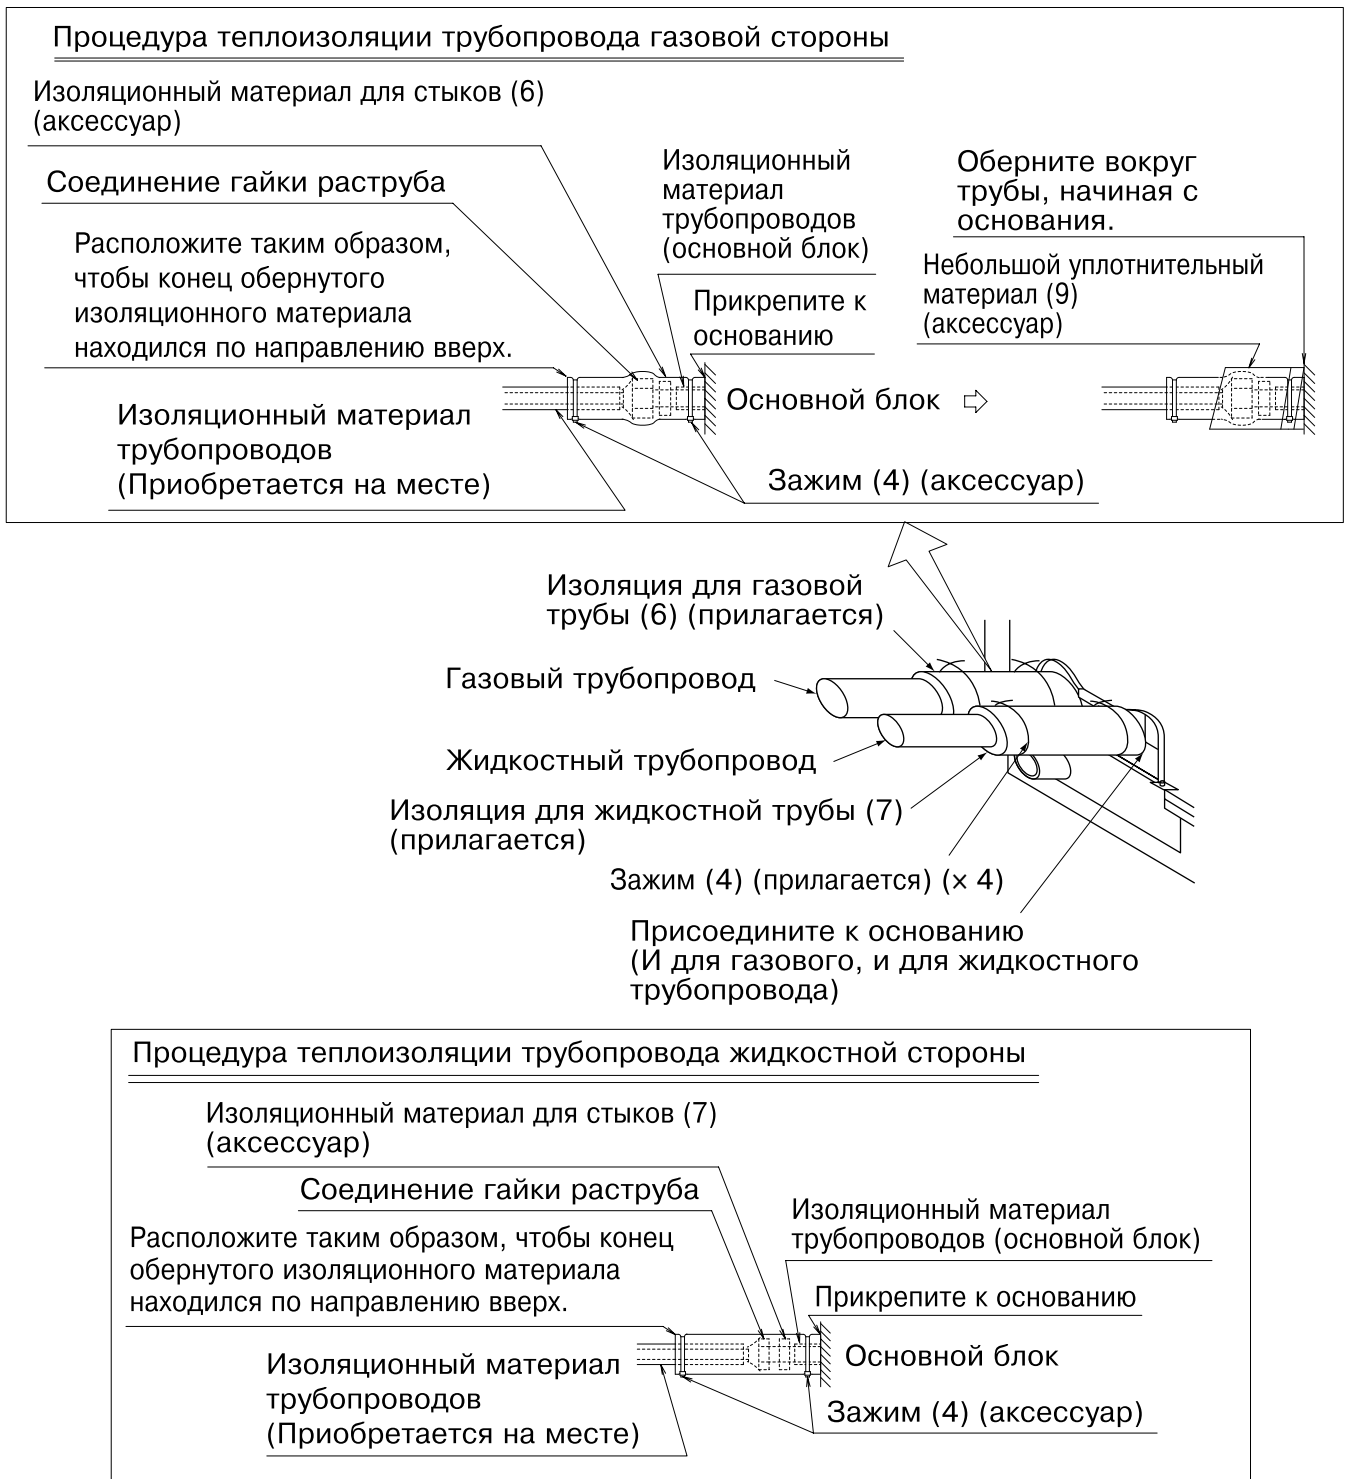 Процедура теплоизоляции трубопровода газовой стороны
Изоляционный материал для стыков (6)
(аксессуар)
Соединение гайки раструба
Расположите таким образом,
чтобы конец обернутого
изоляционного материала
находился по направлению вверх.
Изоляционный материал
трубопроводов
(Приобретается на месте)
Изоляционный
материал
трубопроводов
(основной блок)
Прикрепите к
основанию
Основной блок
Зажим (4) (аксессуар)
Оберните вокруг
трубы, начиная с
основания.
Небольшой уплотнительный
материал (9)
(аксессуар)
Изоляция для газовой
трубы (6) (прилагается)
Газовый трубопровод
Жидкостный трубопровод
Изоляция для жидкостной трубы (7)
(прилагается)
Зажим (4) (прилагается) (× 4)
Присоедините к основанию
(И для газового, и для жидкостного
трубопровода)
Процедура теплоизоляции трубопровода жидкостной стороны
Изоляционный материал для стыков (7)
(аксессуар)
Соединение гайки раструба
Расположите таким образом, чтобы конец
обернутого изоляционного материала
находился по направлению вверх.
Изоляционный материал
трубопроводов
(Приобретается на месте)
Изоляционный материал
трубопроводов (основной блок)
Прикрепите к основанию
Основной блок
Зажим (4) (аксессуар)